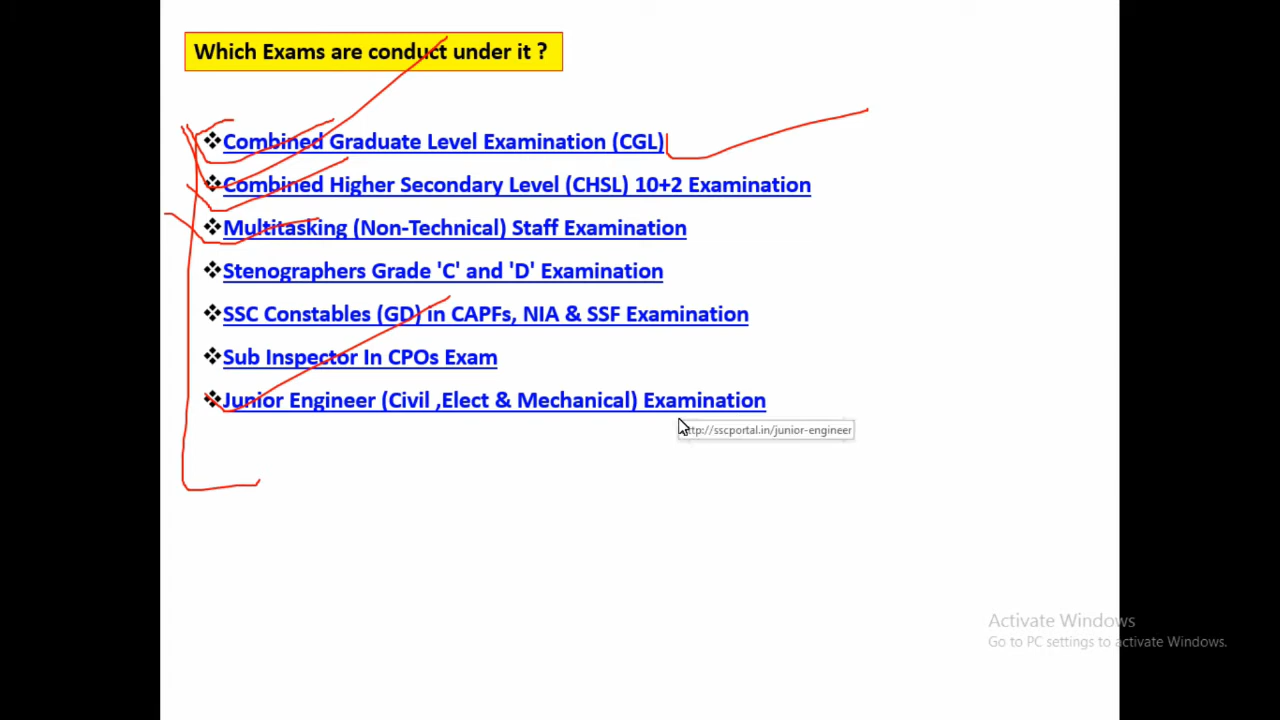 Which Exams are conduct under it ?
❖Combined Graduate Level Examination (CGL)
❖Combined Higher Secondary Level (CHSL) 10+2 Examination
❖Multitasking (Non-Technical) Staff Examination
❖Stenographers Grade 'C' and 'D' Examination
❖SSC Constables (GD) in CAPFs, NIA & SSF Examination
❖Sub Inspector In CPOs Exam
❖Junior Engineer (Civil ,Elect & Mechanical) Examination
ttp://sscportal.in/junior-engineer
Activate Windows
Go to PC settings to activate Windows.